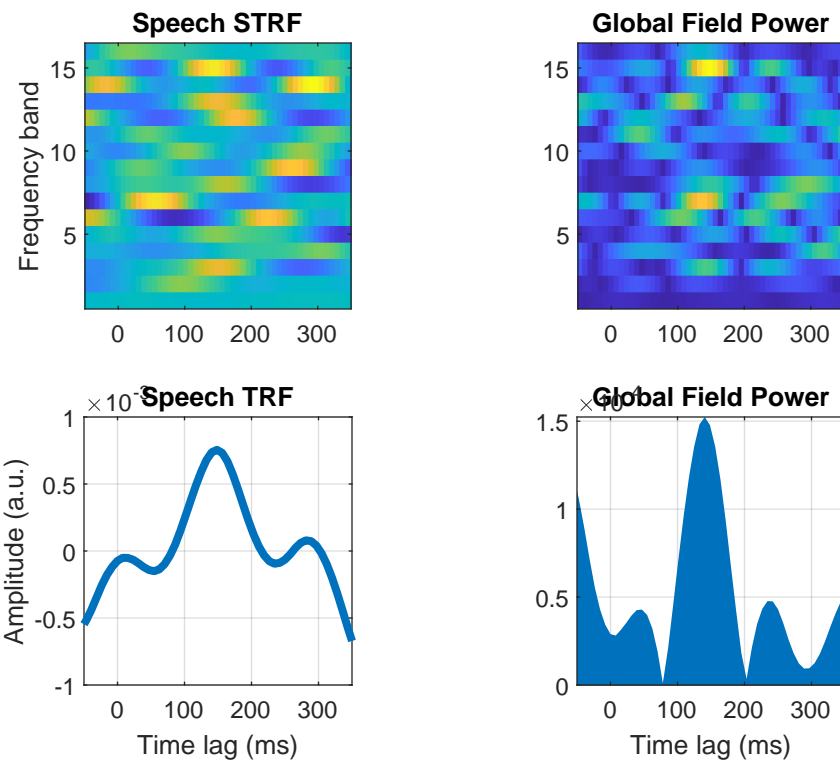 Speech STRF
Frequency band
15
10
5
0 100 200 300
Global Field Power
15
10
5
0 100 200 300
Speech TRF
×10⁻³
Amplitude (a.u.)
1
0.5
0
-0.5
-1
0 100 200 300
Time lag (ms)
Global Field Power
×10⁻⁴
1.5
1
0.5
0
0 100 200 300
Time lag (ms)